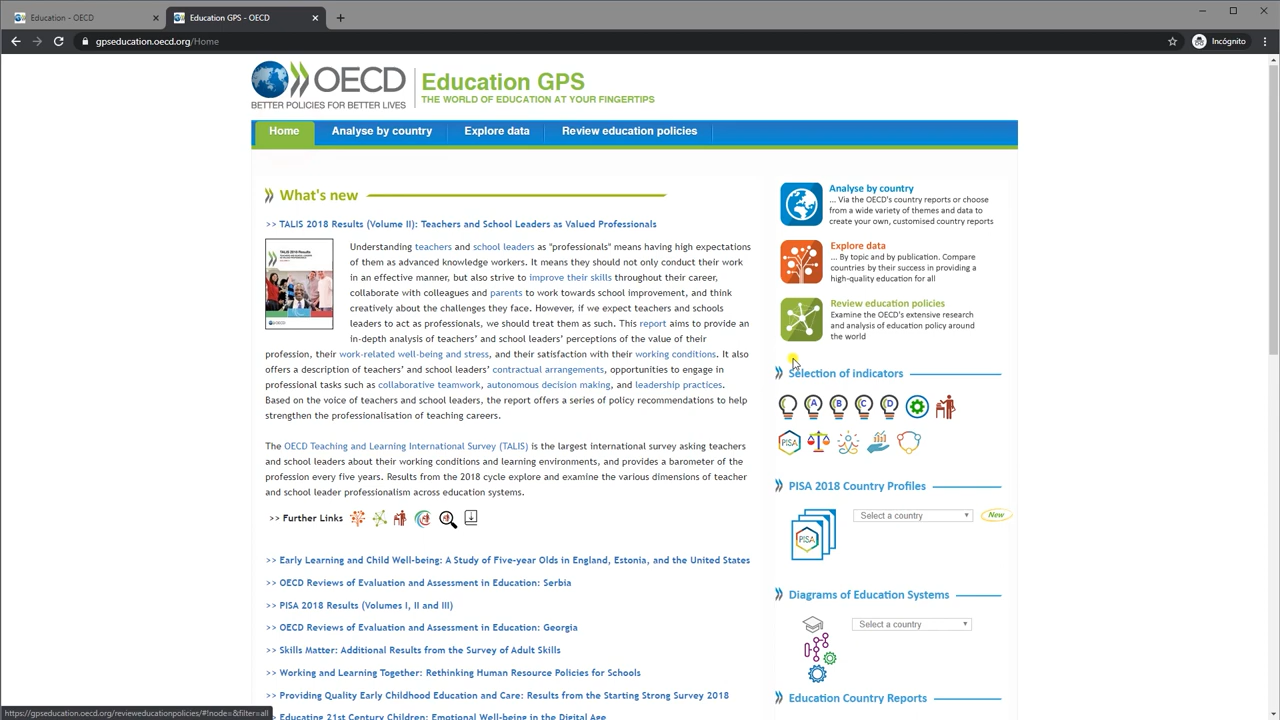 Education - OECD
Education GPS - OECD
gpseducation.oecd.org/Home
Incógnito
OECD
BETTER POLICIES FOR BETTER LIVES
Education GPS
THE WORLD OF EDUCATION AT YOUR FINGERTIPS
Home
Analyse by country
Explore data
Review education policies
What's new
>> TALIS 2018 Results (Volume II): Teachers and School Leaders as Valued Professionals
Understanding teachers and school leaders as "professionals" means having high expectations
of them as advanced knowledge workers. It means they should not only conduct their work
in an effective manner, but also strive to improve their skills throughout their career,
collaborate with colleagues and parents to work towards school improvement, and think
creatively about the challenges they face. However, if we expect teachers and schools
leaders to act as professionals, we should treat them as such. This report aims to provide an
in-depth analysis of teachers' and school leaders' perceptions of the value of their
profession, their work-related well-being and stress, and their satisfaction with their working conditions. It also
offers a description of teachers' and school leaders' contractual arrangements, opportunities to engage in
professional tasks such as collaborative teamwork, autonomous decision making, and leadership practices.
Based on the voice of teachers and school leaders, the report offers a series of policy recommendations to help
strengthen the professionalisation of teaching careers.
The OECD Teaching and Learning International Survey (TALIS) is the largest international survey asking teachers
and school leaders about their working conditions and learning environments, and provides a barometer of the
profession every five years. Results from the 2018 cycle explore and examine the various dimensions of teacher
and school leader professionalism across education systems.
>> Further Links
>> Early Learning and Child Well-being: A Study of Five-year Olds in England, Estonia, and the United States
>> OECD Reviews of Evaluation and Assessment in Education: Serbia
>> PISA 2018 Results (Volumes I, II and III)
>> OECD Reviews of Evaluation and Assessment in Education: Georgia
>> Skills Matter: Additional Results from the Survey of Adult Skills
>> Working and Learning Together: Rethinking Human Resource Policies for Schools
>> Providing Quality Early Childhood Education and Care: Results from the Starting Strong Survey 2018
>> Educating 21st Century Children: Emotional Well-being in the Digital Age
Analyse by country
... Via the OECD's country reports or choose
from a wide variety of themes and data to
create your own, customised country reports
Explore data
... By topic and by publication. Compare
countries by their success in providing a
high-quality education for all
Review education policies
Examine the OECD's extensive research
and analysis of education policy around
the world
Selection of indicators
A B C D
PISA
PISA 2018 Country Profiles
PISA
Select a country
New
Diagrams of Education Systems
Select a country
Education Country Reports
https://gpseducation.oecd.org/revieweducationpolicies/#!node=&filter=all